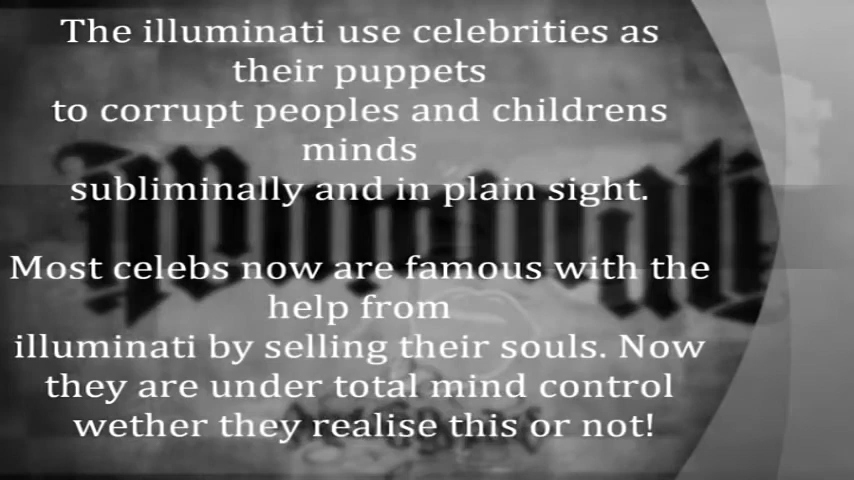 The illuminati use celebrities as
their puppets
to corrupt peoples and childrens
minds
subliminally and in plain sight.
Most celebs now are famous with the
help from
illuminati by selling their souls. Now
they are under total mind control
wether they realise this or not!
Illuminati